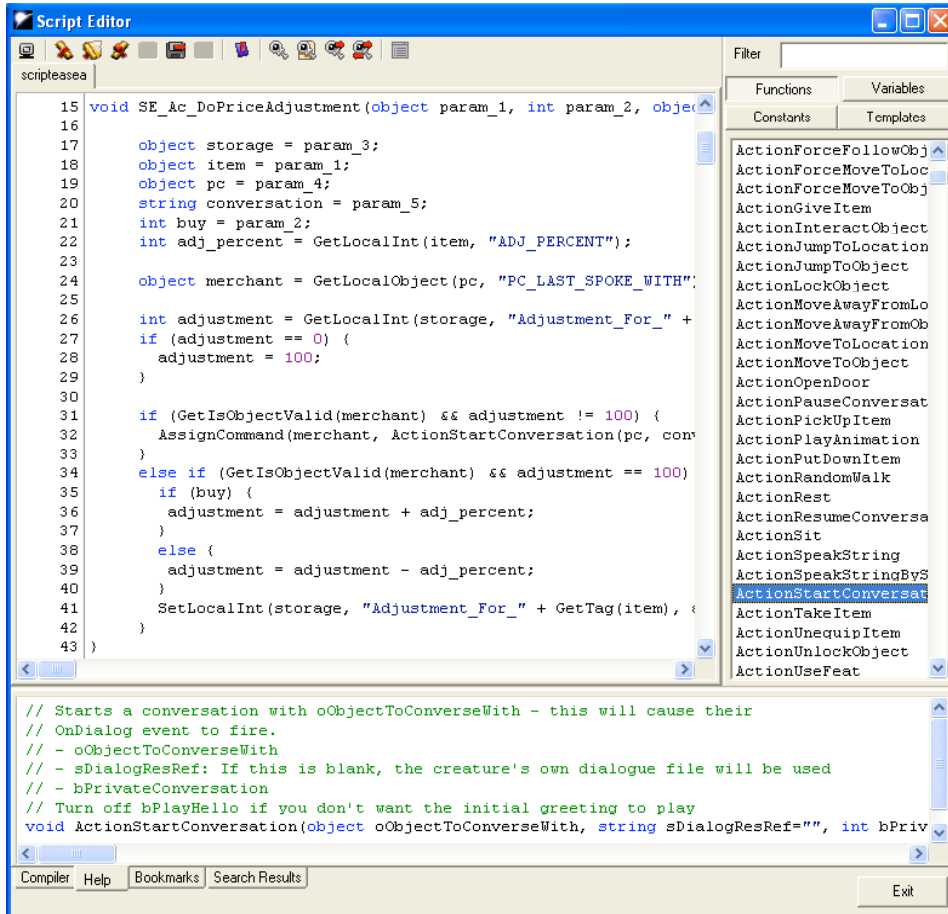 Script Editor
Filter
scripteasea
Functions Variables
Constants Templates
15 void SE_Ac_DoPriceAdjustment(object param_1, int param_2, objec
16
17 object storage = param_3;
18 object item = param_1;
19 object pc = param_4;
20 string conversation = param_5;
21 int buy = param_2;
22 int adj_percent = GetLocalInt(item, "ADJ_PERCENT");
23
24 object merchant = GetLocalObject(pc, "PC_LAST_SPOKE_WITH"
25
26 int adjustment = GetLocalInt(storage, "Adjustment_For_" +
27 if (adjustment == 0) {
28 adjustment = 100;
29 }
30
31 if (GetIsObjectValid(merchant) && adjustment != 100) {
32 AssignCommand(merchant, ActionStartConversation(pc, conv
33 }
34 else if (GetIsObjectValid(merchant) && adjustment == 100)
35 if (buy) {
36 adjustment = adjustment + adj_percent;
37 }
38 else {
39 adjustment = adjustment - adj_percent;
40 }
41 SetLocalInt(storage, "Adjustment_For_" + GetTag(item),
42 }
43 }
ActionForceFollowObj
ActionForceMoveToLoc
ActionForceMoveToObj
ActionGiveItem
ActionInteractObject
ActionJumpToLocation
ActionJumpToObject
ActionLockObject
ActionMoveAwayFromLo
ActionMoveAwayFromOb
ActionMoveToLocation
ActionMoveToObject
ActionOpenDoor
ActionPauseConversat
ActionPickUpItem
ActionPlayAnimation
ActionPutDownItem
ActionRandomWalk
ActionRest
ActionResumeConversa
ActionSit
ActionSpeakString
ActionSpeakStringByS
ActionStartConversat
ActionTakeItem
ActionUnequipItem
ActionUnlockObject
ActionUseFeat
// Starts a conversation with oObjectToConverseWith - this will cause their
// OnDialog event to fire.
// - oObjectToConverseWith
// - sDialogResRef: If this is blank, the creature's own dialogue file will be used
// - bPrivateConversation
// Turn off bPlayHello if you don't want the initial greeting to play
void ActionStartConversation(object oObjectToConverseWith, string sDialogResRef="", int bPriv
Compiler Help Bookmarks Search Results
Exit